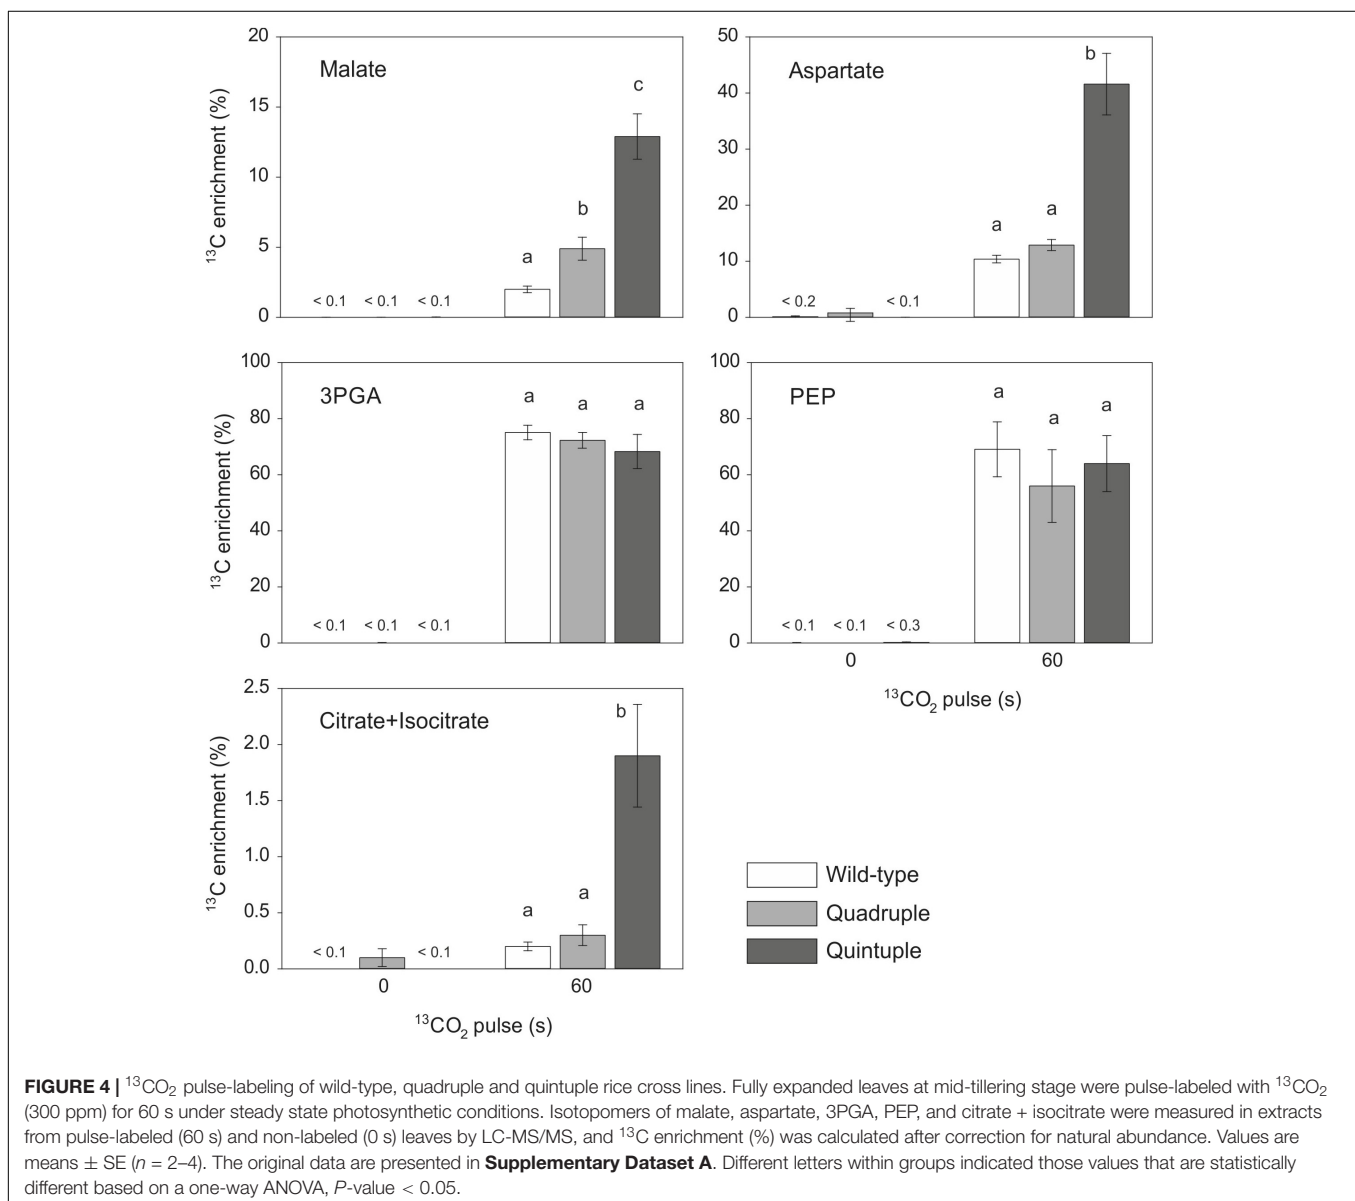 Malate
¹³C enrichment (%)
20
15
10
5
0
< 0.1 < 0.1 < 0.1
a
b
c
Aspartate
50
40
30
20
10
0
< 0.2 < 0.1
a
a
b
3PGA
¹³C enrichment (%)
100
80
60
40
20
0
< 0.1 < 0.1 < 0.1
a a a
PEP
100
80
60
40
20
0
< 0.1 < 0.1 < 0.3
a
a
a
0 60
¹³CO₂ pulse (s)
Citrate+Isocitrate
¹³C enrichment (%)
2.5
2.0
1.5
1.0
0.5
0.0
< 0.1 < 0.1
a
a
b
0 60
¹³CO₂ pulse (s)
Wild-type
Quadruple
Quintuple
FIGURE 4 | ¹³CO₂ pulse-labeling of wild-type, quadruple and quintuple rice cross lines. Fully expanded leaves at mid-tillering stage were pulse-labeled with ¹³CO₂
(300 ppm) for 60 s under steady state photosynthetic conditions. Isotopomers of malate, aspartate, 3PGA, PEP, and citrate + isocitrate were measured in extracts
from pulse-labeled (60 s) and non-labeled (0 s) leaves by LC-MS/MS, and ¹³C enrichment (%) was calculated after correction for natural abundance. Values are
means ± SE (n = 2–4). The original data are presented in Supplementary Dataset A. Different letters within groups indicated those values that are statistically
different based on a one-way ANOVA, P-value < 0.05.